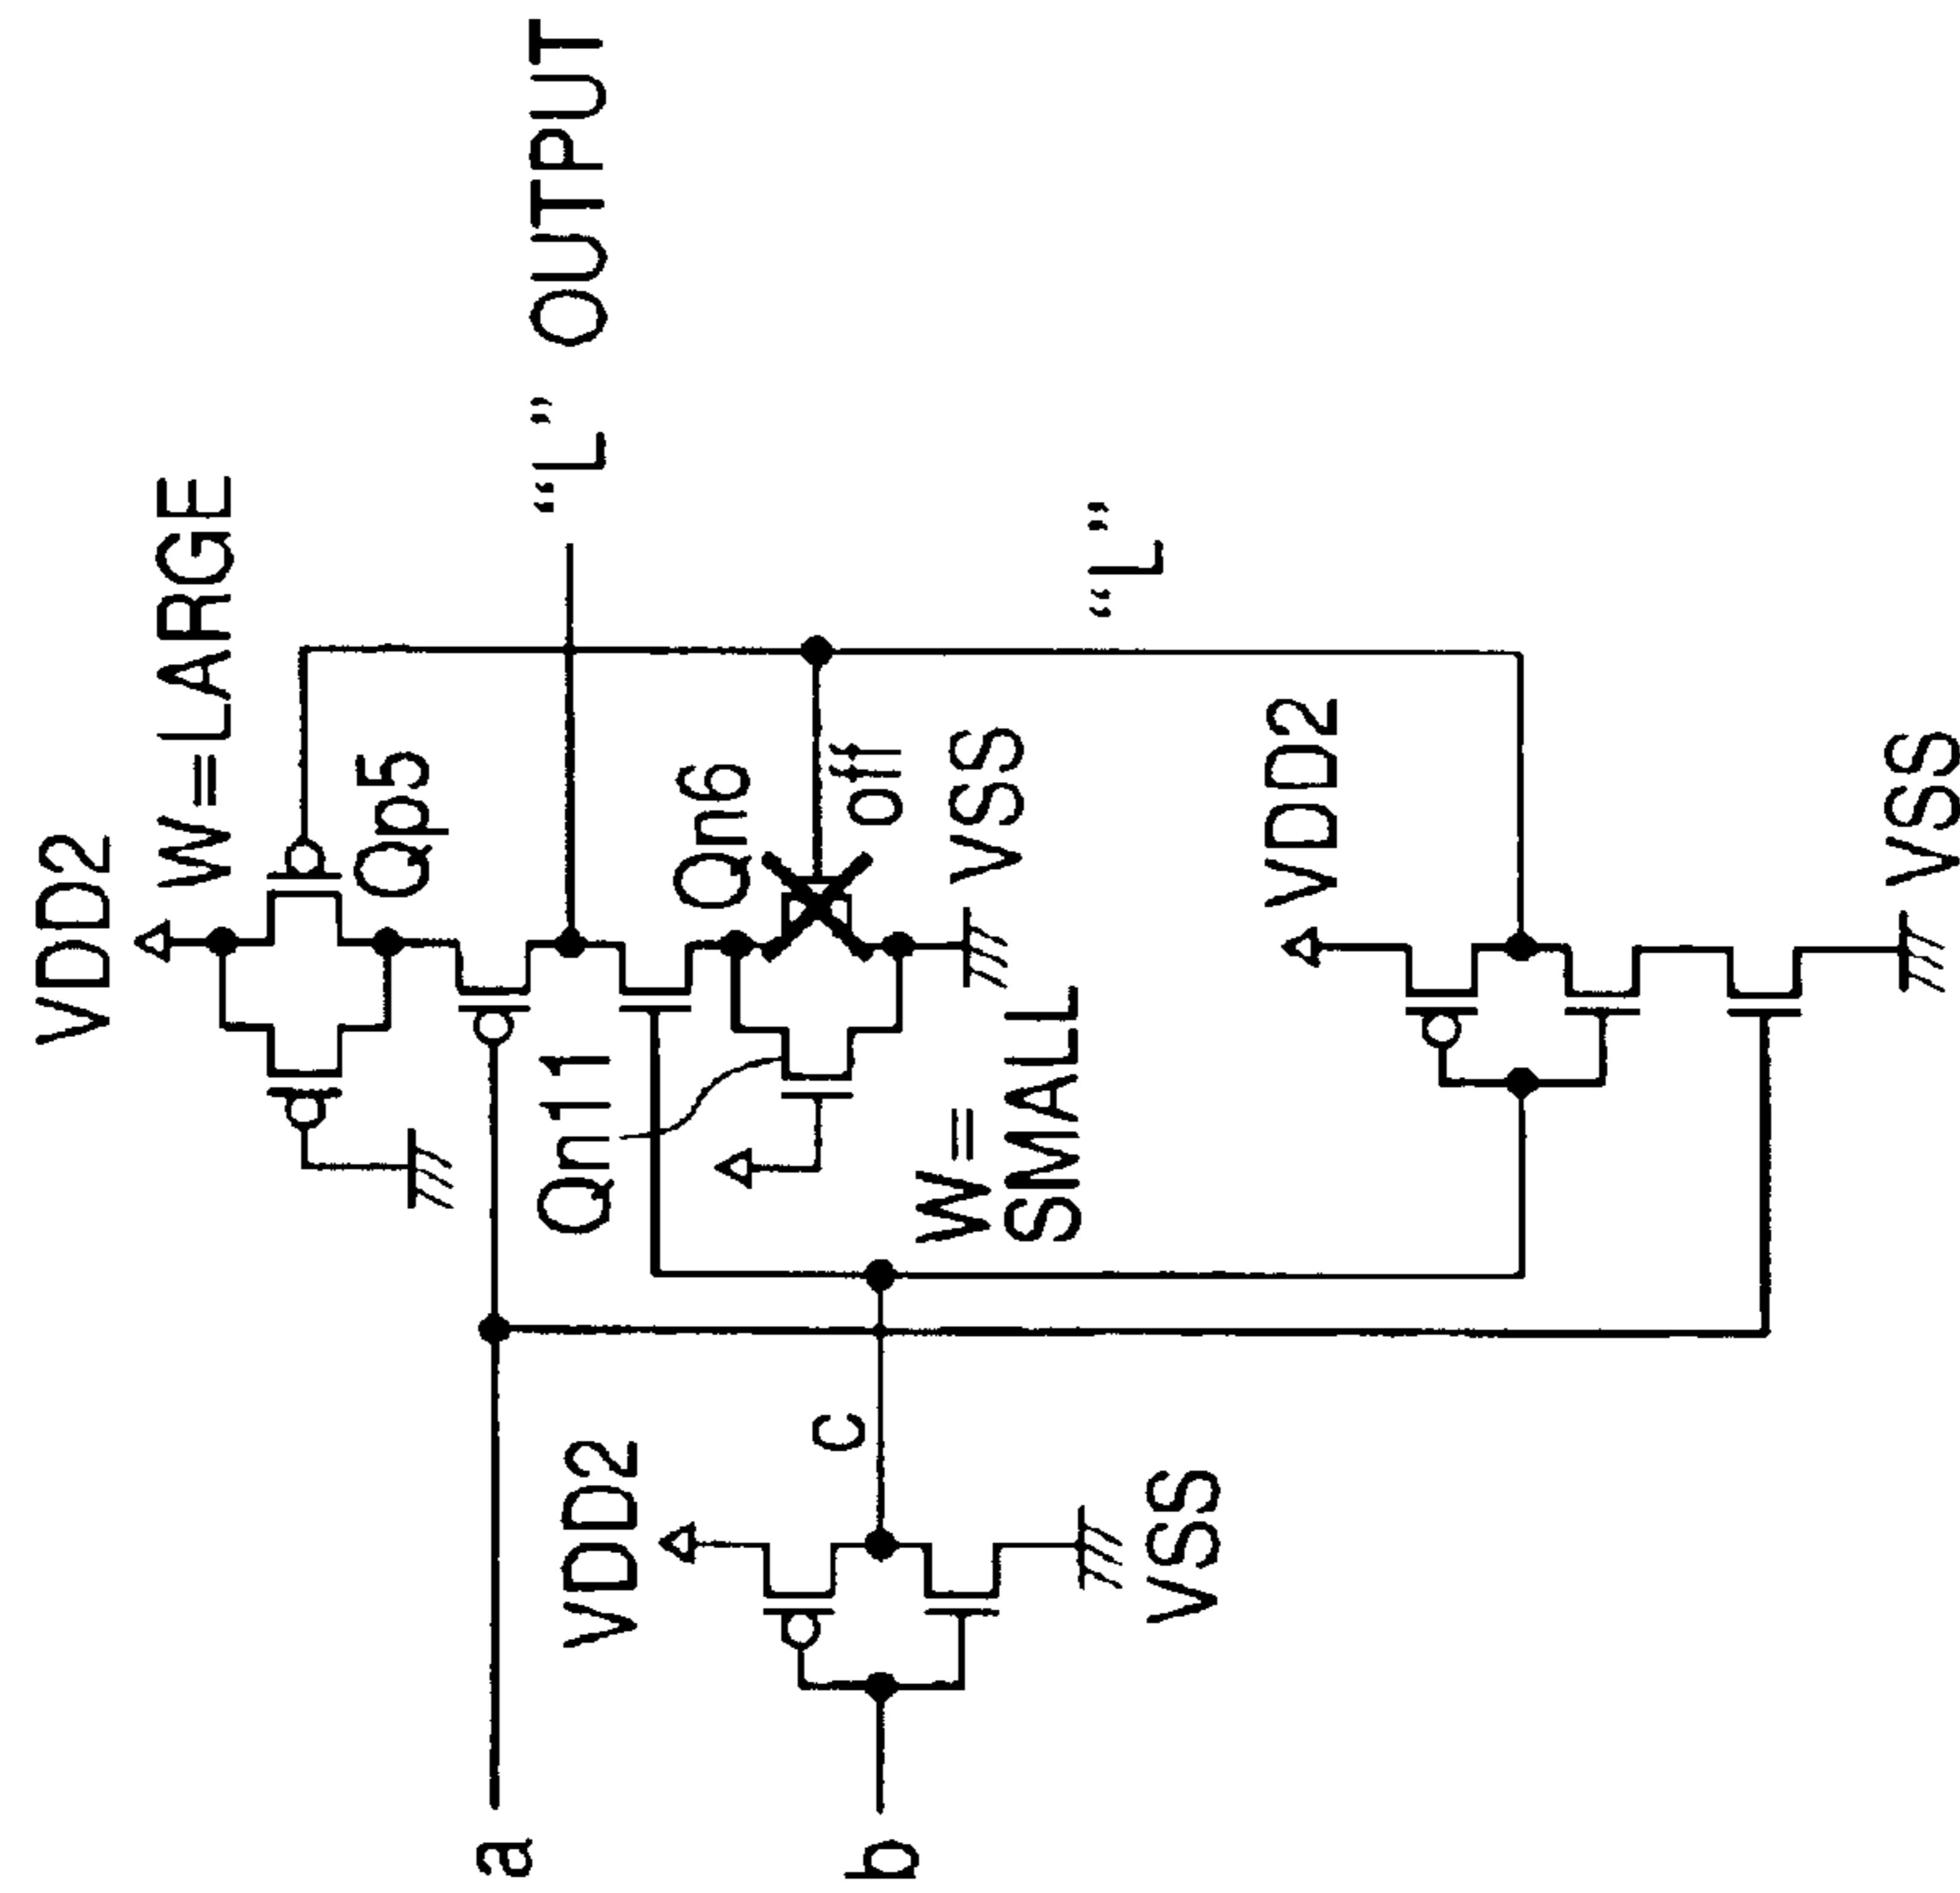 VDD2
W=LARGE
Qp5
"L" OUTPUT
Qn11
Qn6
off
VSS
W=
SMALL
"L"
VDD2
VSS
a
VDD2
c
b
VSS